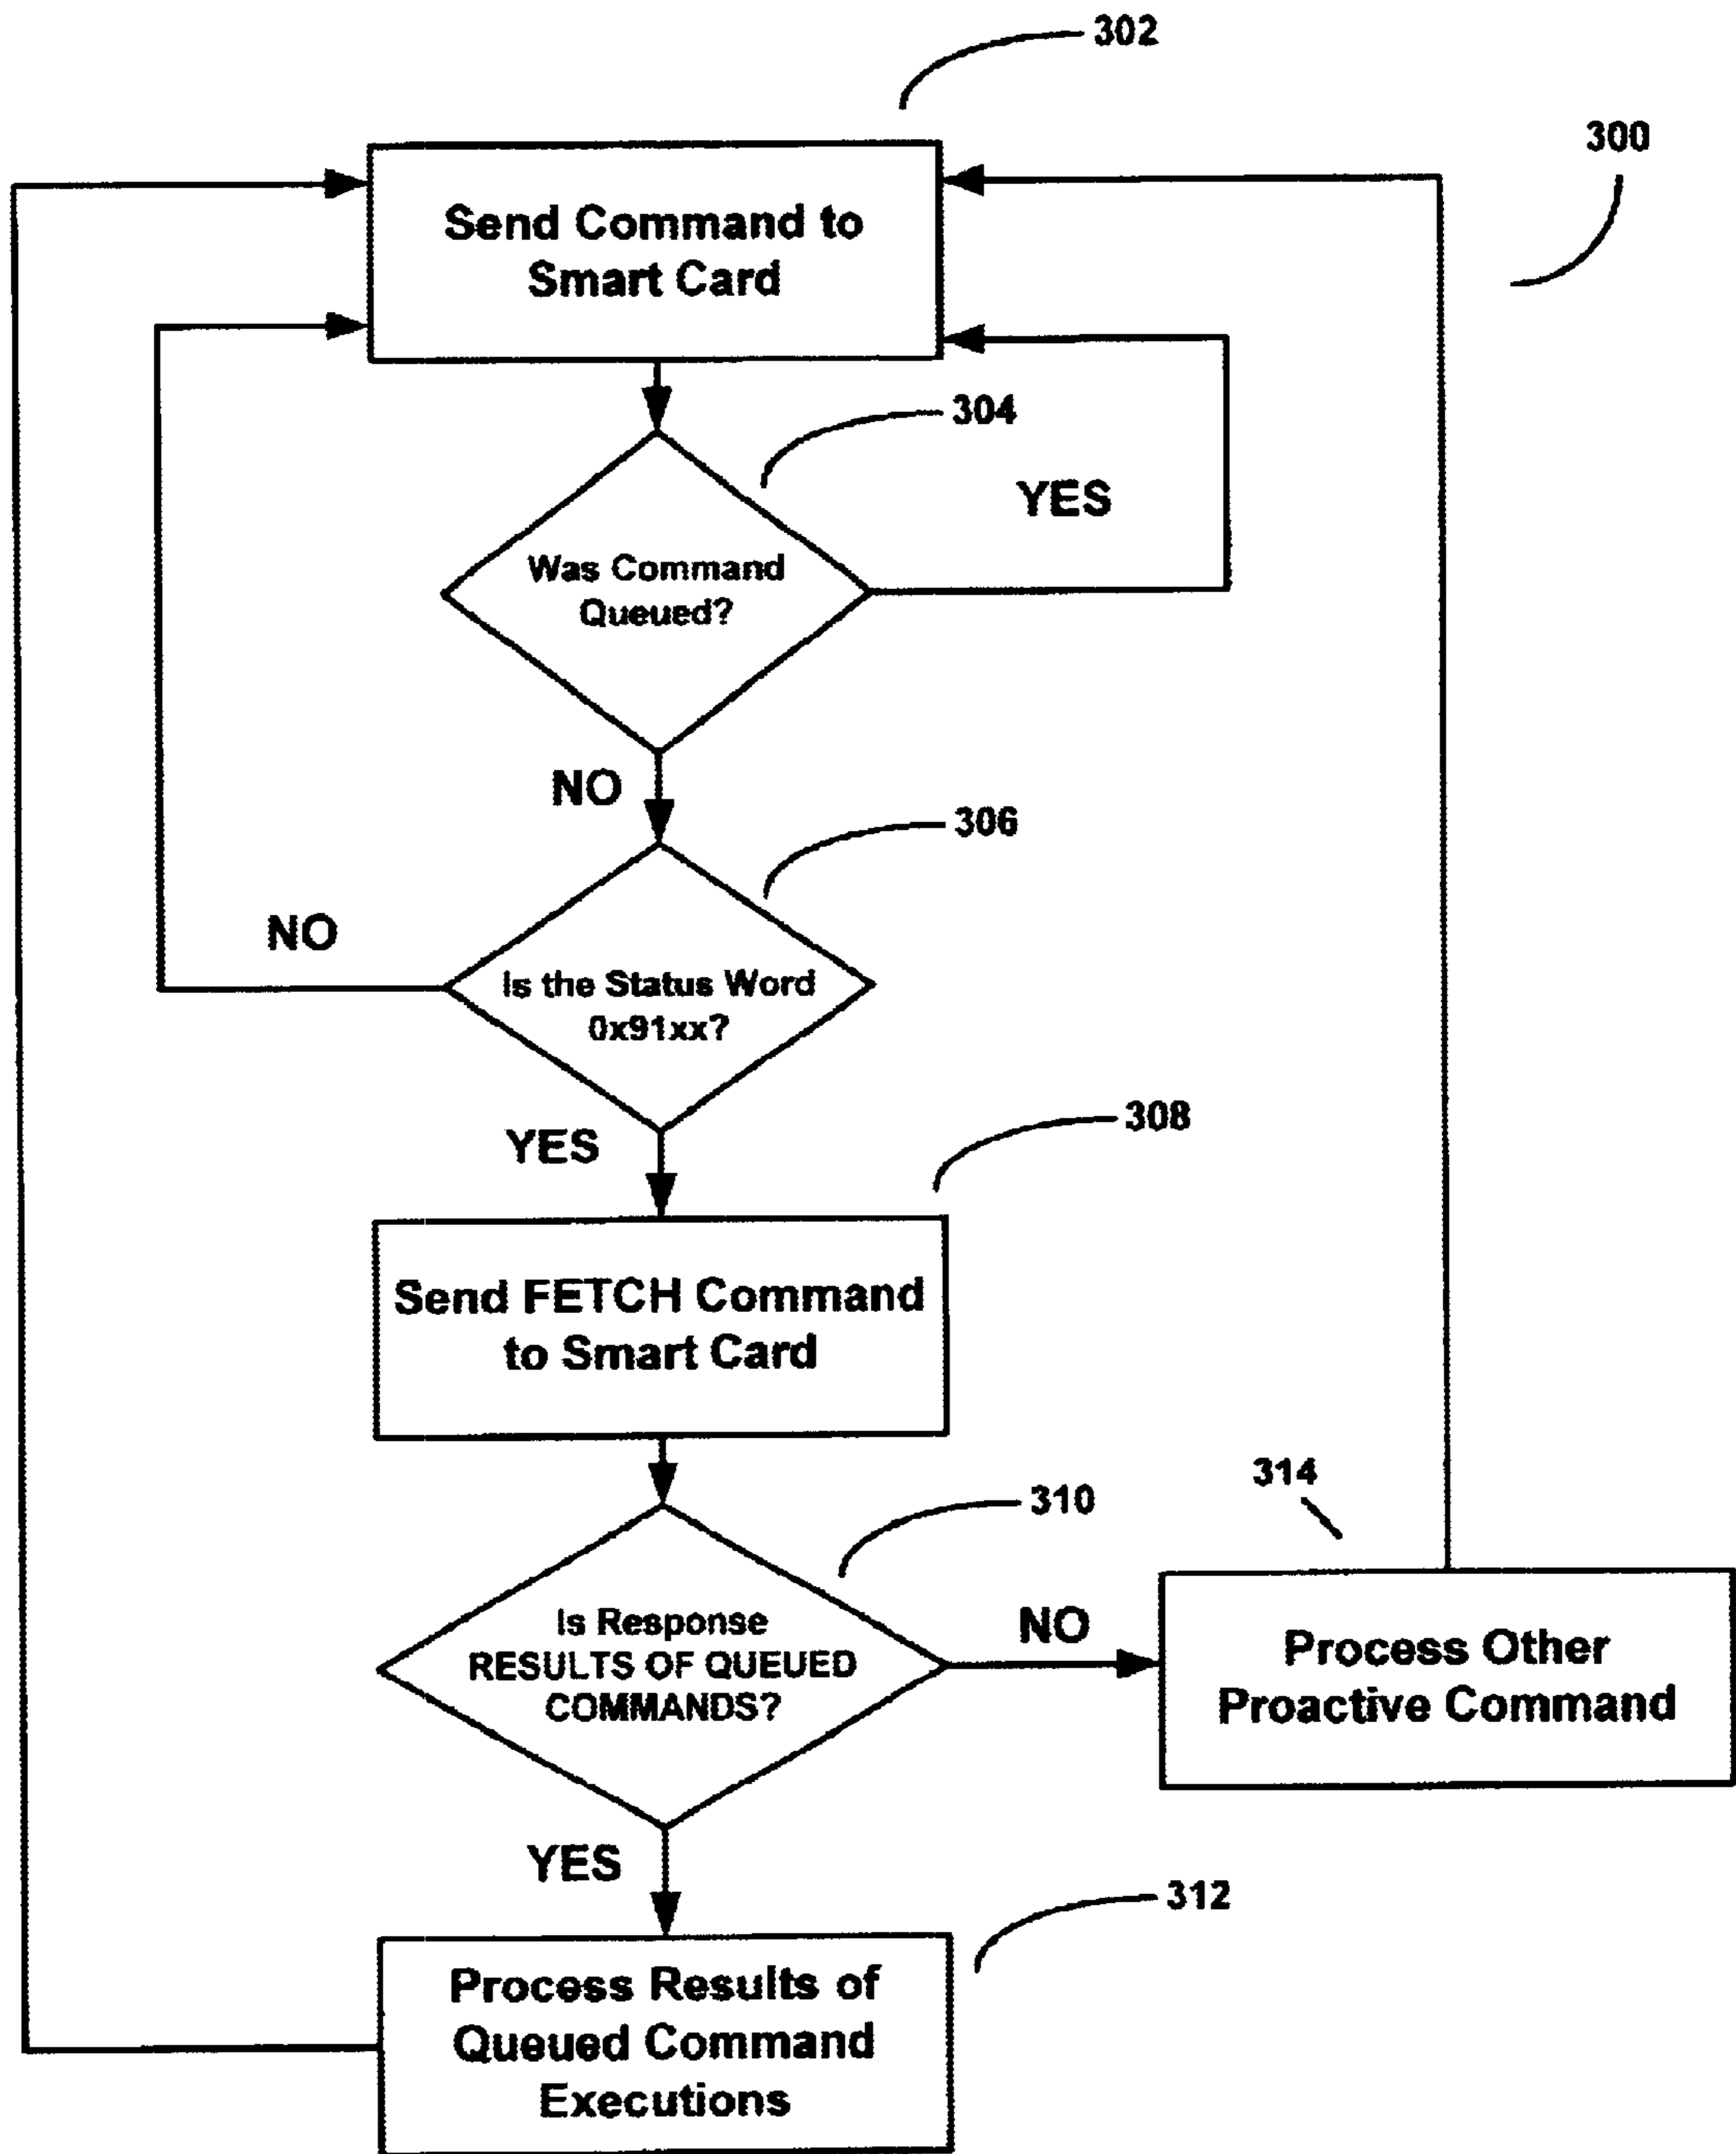 302
300
Send Command to
Smart Card
304
YES
Was Command
Queued?
NO
306
NO
Is the Status Word
0x91xx?
YES
308
Send FETCH Command
to Smart Card
314
310
Is Response
RESULTS OF QUEUED
COMMANDS?
NO
Process Other
Proactive Command
YES
312
Process Results of
Queued Command
Executions